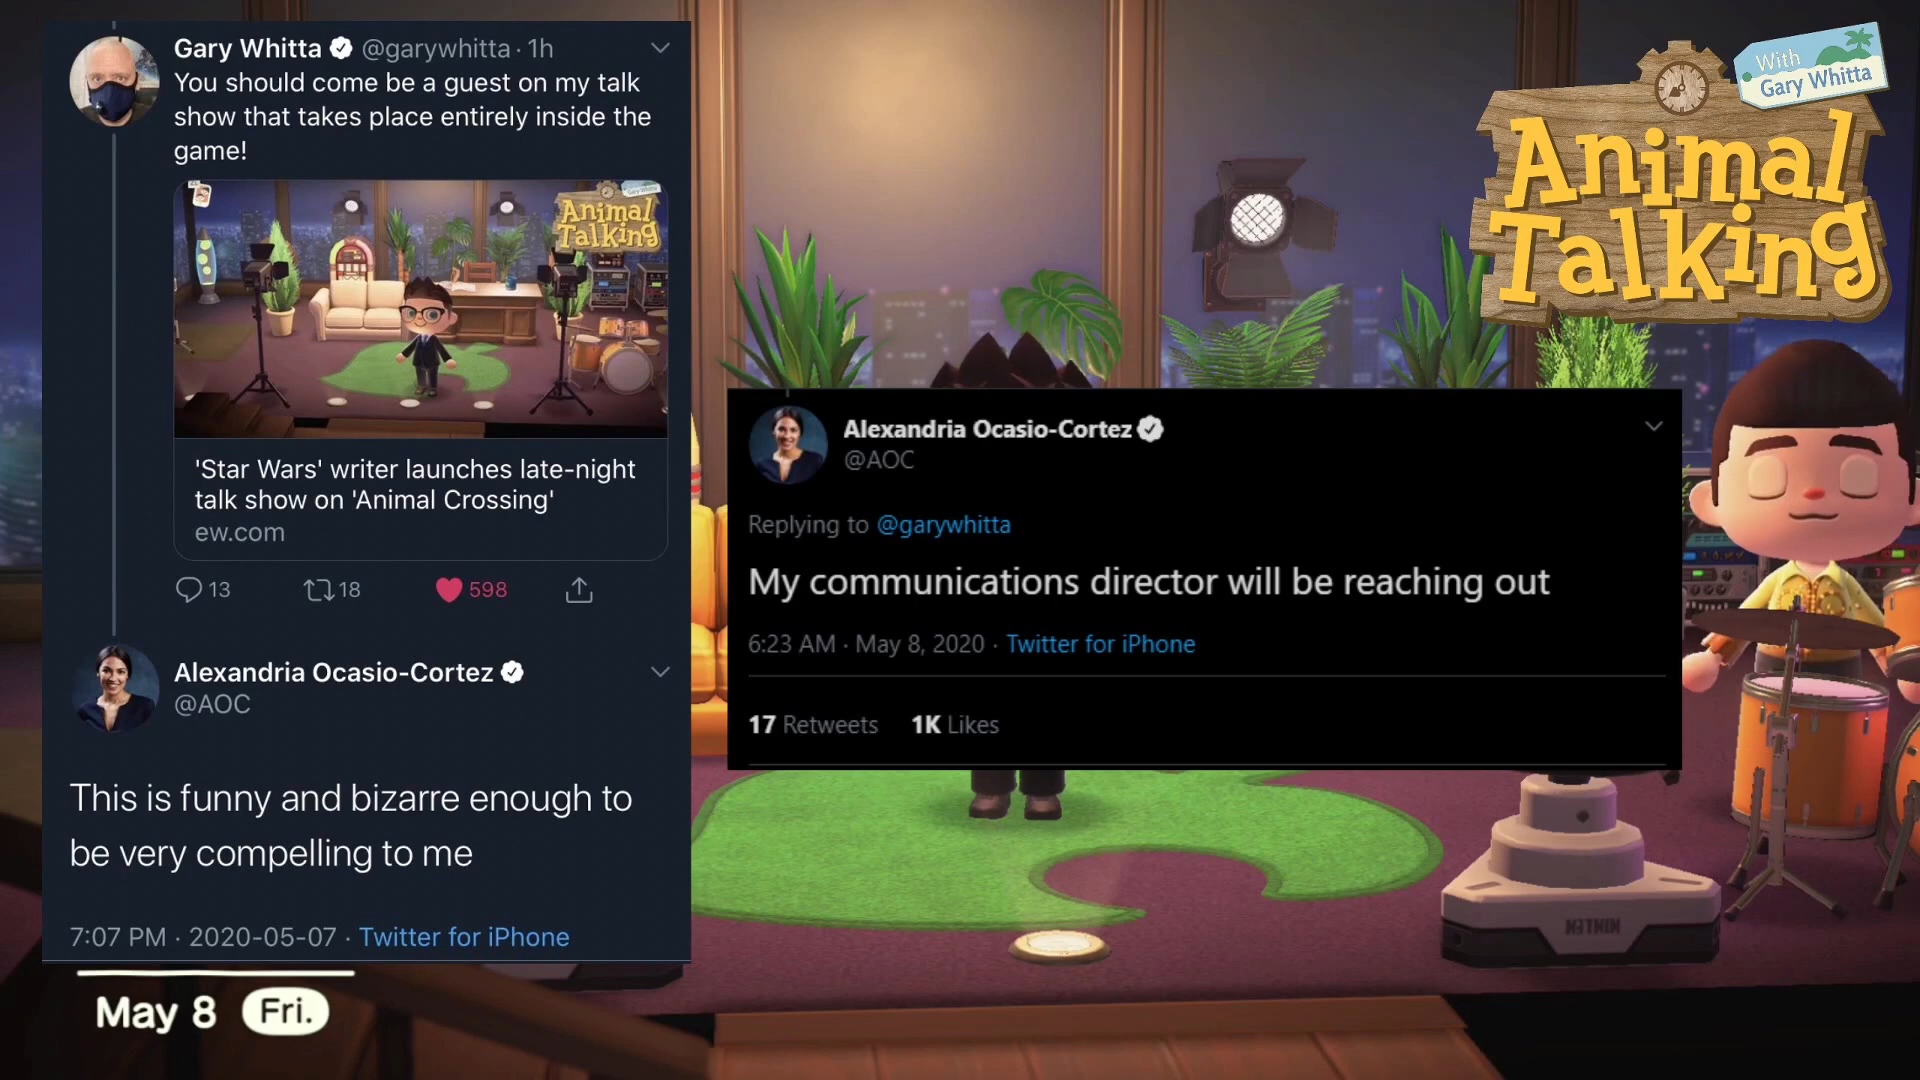 Gary Whitta @garywhitta · 1h
You should come be a guest on my talk
show that takes place entirely inside the
game!
Animal
Talking
'Star Wars' writer launches late-night
talk show on 'Animal Crossing'
ew.com
13 18 598
Alexandria Ocasio-Cortez
@AOC
This is funny and bizarre enough to
be very compelling to me
7:07 PM · 2020-05-07 · Twitter for iPhone
May 8 Fri.
With
Gary Whitta
Animal
Talking
Alexandria Ocasio-Cortez
@AOC
Replying to @garywhitta
My communications director will be reaching out
6:23 AM · May 8, 2020 · Twitter for iPhone
17 Retweets 1K Likes